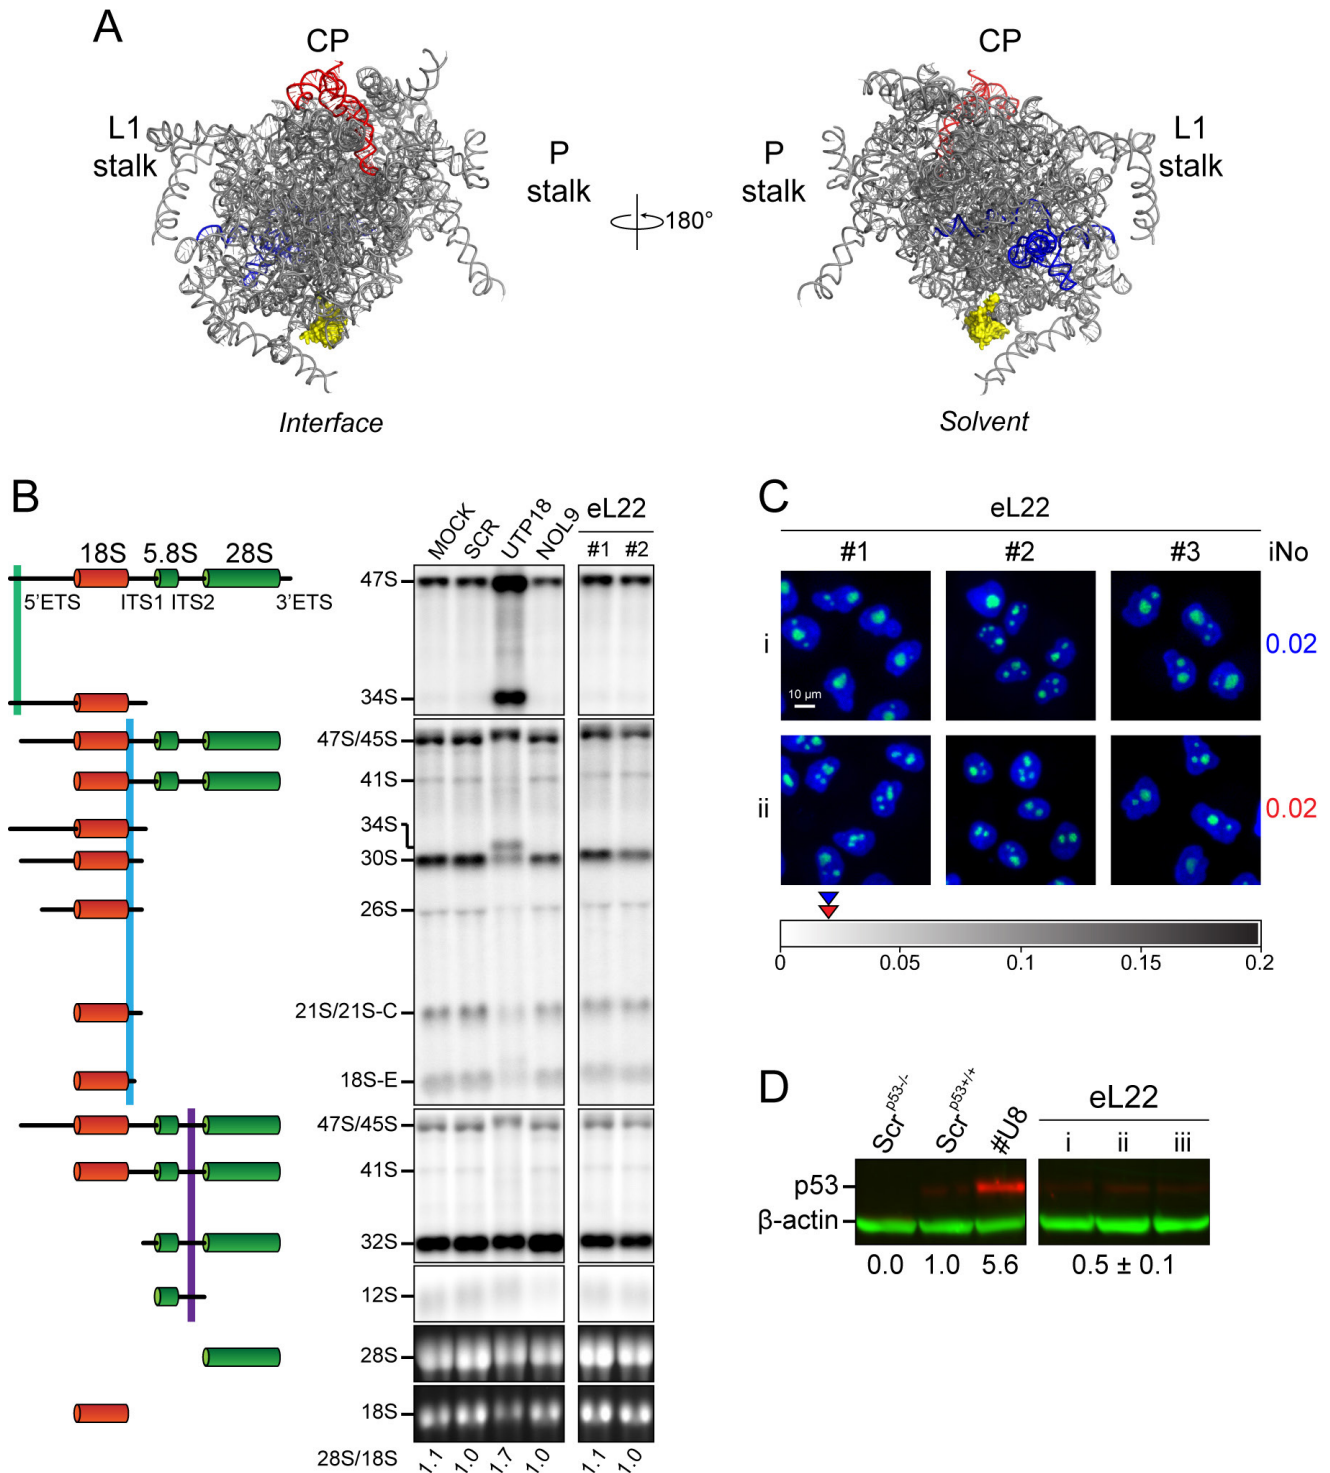 A
CP
L1
stalk
P
stalk
Interface
180°
CP
P
stalk
L1
stalk
Solvent
B
18S 5.8S 28S
5'ETS ITS1 ITS2 3'ETS
MOCK SCR UTP18 NOL9 eL22
#1 #2
47S
34S
47S/45S
41S
34S
30S
26S
21S/21S-C
18S-E
47S/45S
41S
32S
12S
28S
18S
28S/18S 1.1 1.0 1.7 1.0 1.1 1.0
C
eL22
#1 #2 #3 iNo
i 0.02
10 µm
ii 0.02
0 0.05 0.1 0.15 0.2
D
Scr p53-/- Scr p53+/+ #U8 eL22
i ii iii
p53
β-actin
0.0 1.0 5.6 0.5 ± 0.1